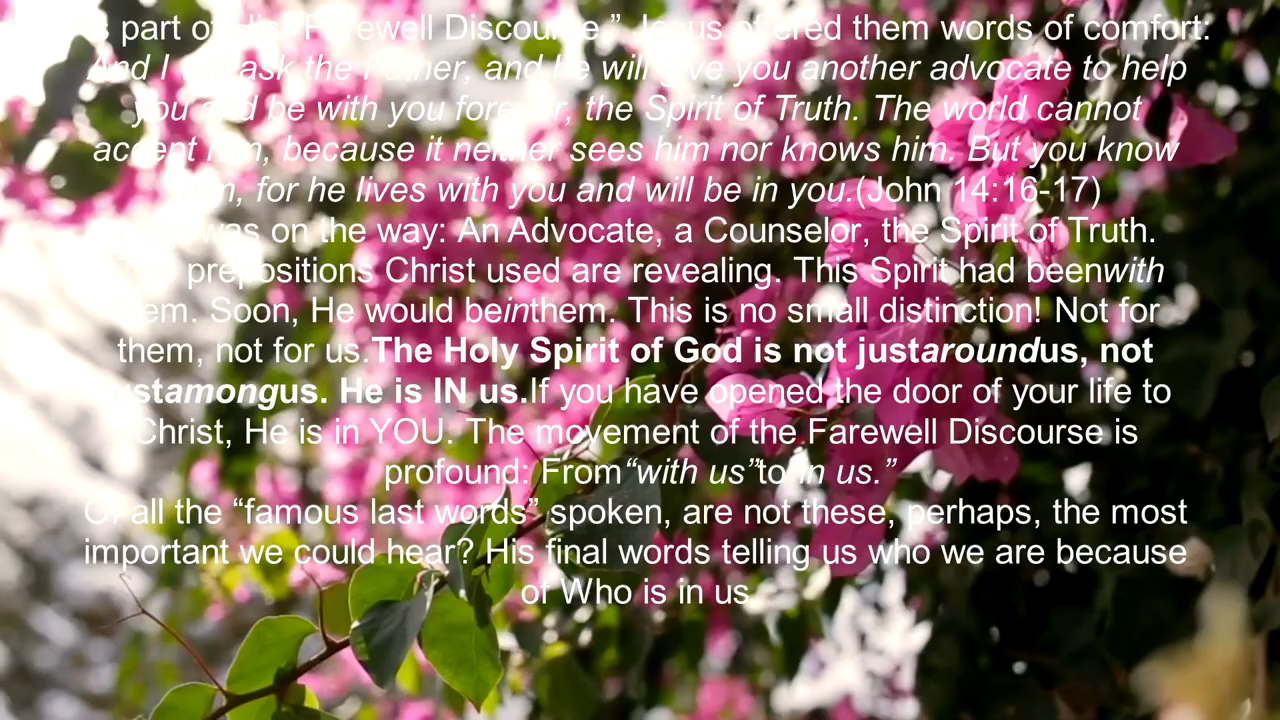 s part of His “Farewell Discourse,” Jesus offered them words of comfort:
And I will ask the Father, and he will give you another advocate to help
you and be with you forever, the Spirit of Truth. The world cannot
accept him, because it neither sees him nor knows him. But you know
him, for he lives with you and will be in you.(John 14:16-17)
was on the way: An Advocate, a Counselor, the Spirit of Truth.
prepositions Christ used are revealing. This Spirit had beenwith
them. Soon, He would beinthem. This is no small distinction! Not for
them, not for us.The Holy Spirit of God is not justaroundus, not
justamongus. He is IN us.If you have opened the door of your life to
Christ, He is in YOU. The movement of the Farewell Discourse is
profound: From“with us”to“in us.”
Of all the “famous last words” spoken, are not these, perhaps, the most
important we could hear? His final words telling us who we are because
of Who is in us